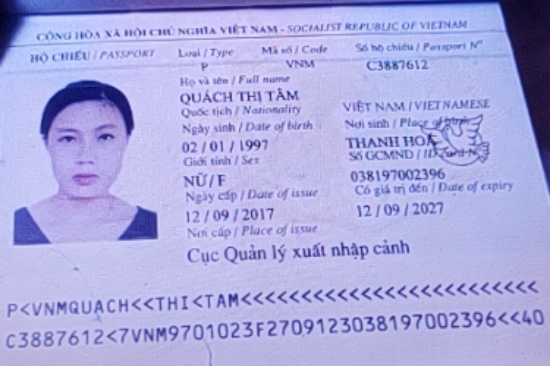 CỘNG HÒA XÃ HỘI CHỦ NGHĨA VIỆT NAM - SOCIALIST REPUBLIC OF VIETNAM
HỘ CHIẾU / PASSPORT Loại / Type Mã số / Code Số hộ chiếu / Passport Nº
P VNM C3887612
Họ và tên / Full name
QUÁCH THỊ TÂM
Quốc tịch / Nationality VIỆT NAM / VIETNAMESE
Ngày sinh / Date of birth Nơi sinh / Place of birth
02 / 01 / 1997 THANH HOÁ
Giới tính / Sex Số GCMND / ID Card Nº
NỮ/F 038197002396
Ngày cấp / Date of issue Có giá trị đến / Date of expiry
12 / 09 / 2017 12 / 09 / 2027
Nơi cấp / Place of issue
Cục Quản lý xuất nhập cảnh
P<VNMQUACH<<THI<TAM<<<<<<<<<<<<<<<<<<<<<<<<<
C3887612<7VNM9701023F2709123038197002396<<40